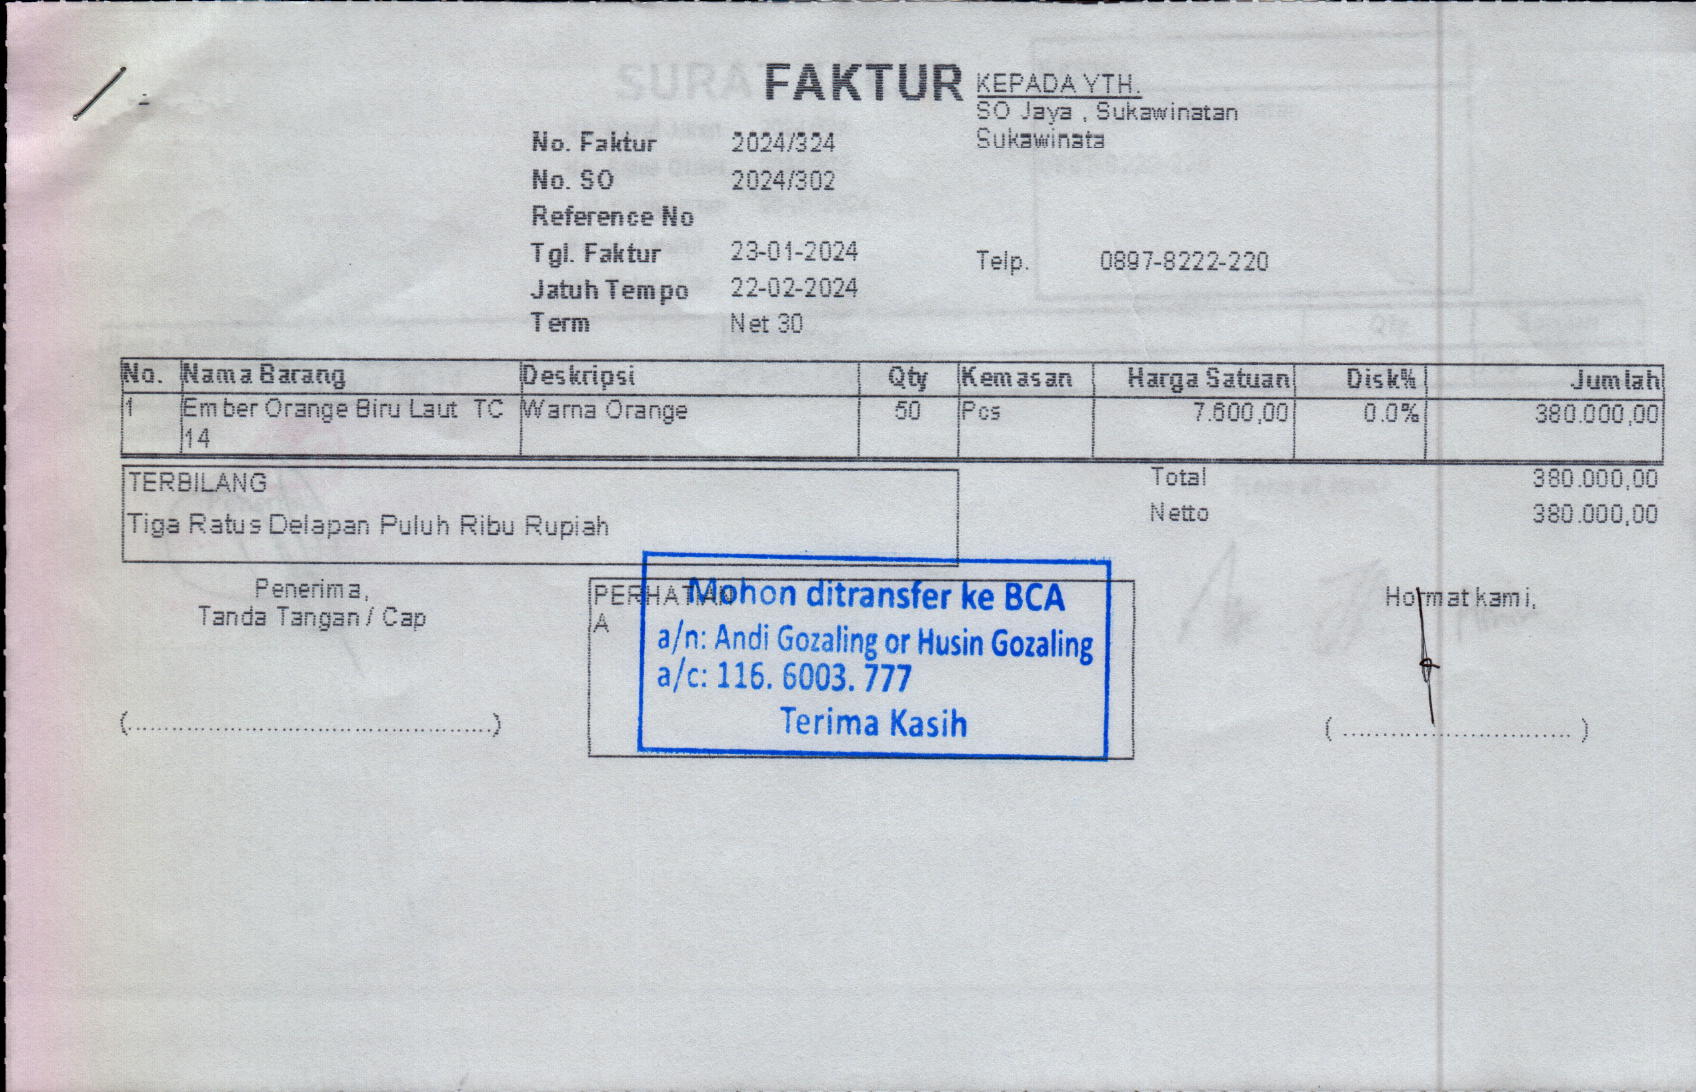 FAKTUR
KEPADA YTH.
SO Jaya , Sukawinatan
Sukawinata
No. Faktur 2024/324
No. SO 2024/302
Reference No
Tgl. Faktur 23-01-2024
Telp. 0897-8222-220
Jatuh Tempo 22-02-2024
Term Net 30
No. Nama Barang Deskripsi Qty Kemasan Harga Satuan Disk% Jumlah
1 Ember Orange Biru Laut TC Warna Orange 50 Pcs 7.600,00 0.0% 380.000,00
14
TERBILANG
Tiga Ratus Delapan Puluh Ribu Rupiah
Total 380.000,00
Netto 380.000,00
Penerima,
Tanda Tangan / Cap
(................................................)
PERHATIAN
A
Mohon ditransfer ke BCA
a/n: Andi Gozaling or Husin Gozaling
a/c: 116. 6003. 777
Terima Kasih
Hormat kami,
( .............................. )